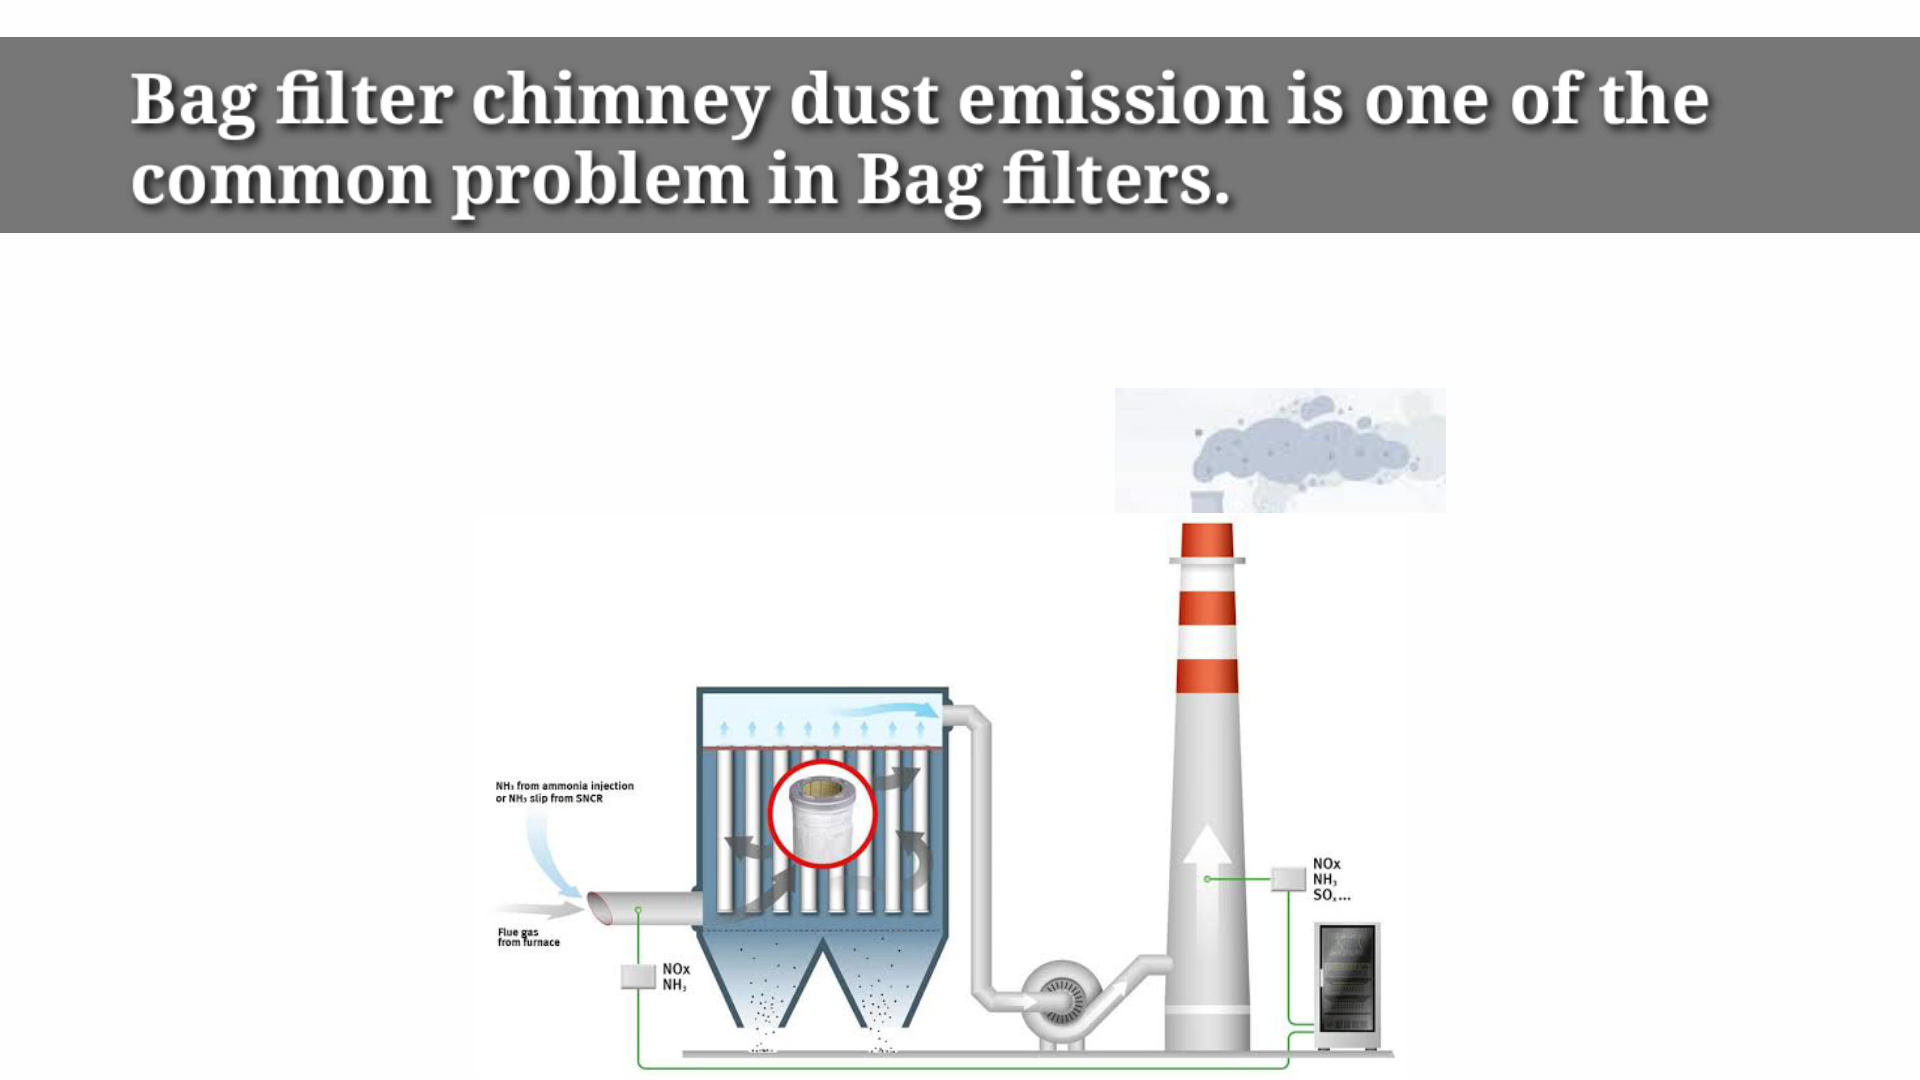 Bag filter chimney dust emission is one of the
common problem in Bag filters.
NH₃ from ammonia injection
or NH₃ slip from SNCR
Flue gas
from furnace
NOx
NH₃
NOx
NH₃
SOₓ...